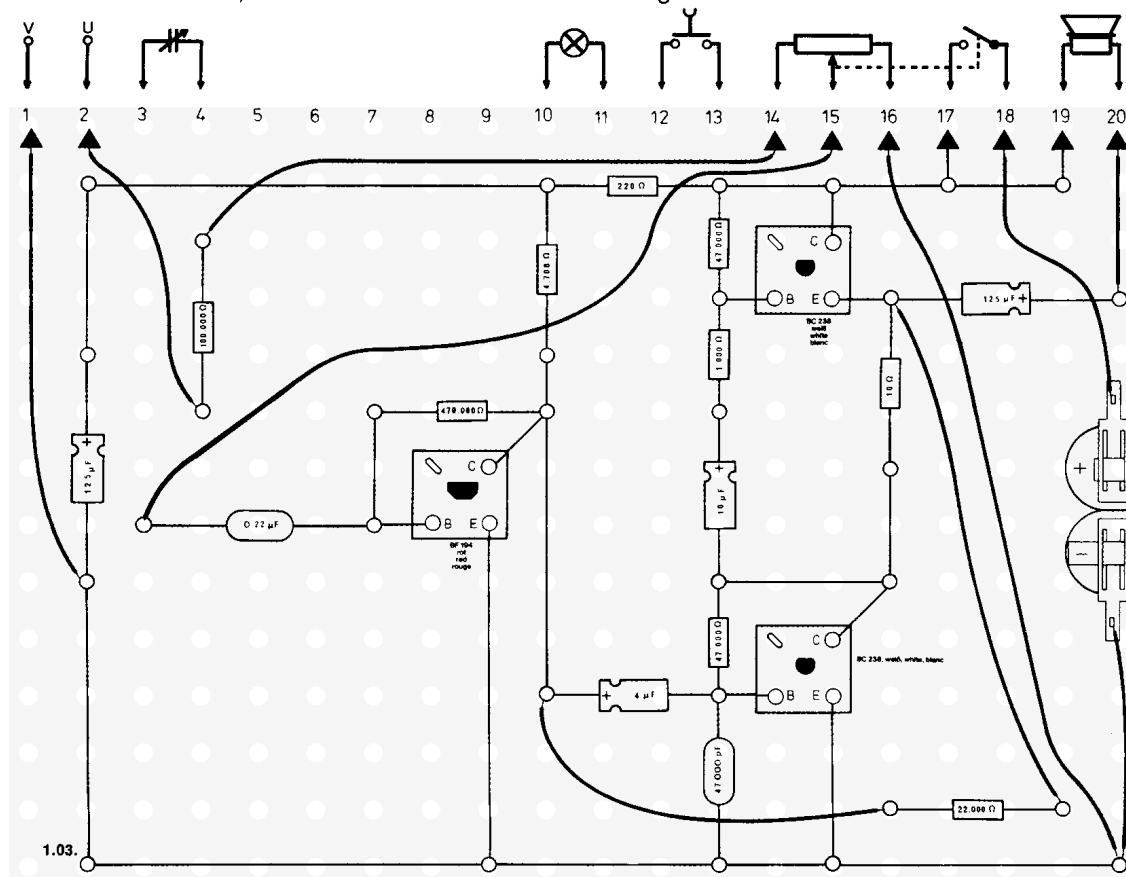 V U
1 2 3 4 5 6 7 8 9 10 11 12 13 14 15 16 17 18 19 20
220 Ω
47 000 Ω
C
B E
BC 238
weiß
white
blanc
4.700 Ω
125 µF +
100.000 Ω
1 000 Ω
10 Ω
470.000 Ω
+
125 µF
C
B E
BF 194
rot
red
rouge
+
10 µF
+
−
0.22 µF
47 000 Ω
C
B E
BC 238, weiß, white, blanc
+ 4 µF
47 000 pF
22.000 Ω
1.03.